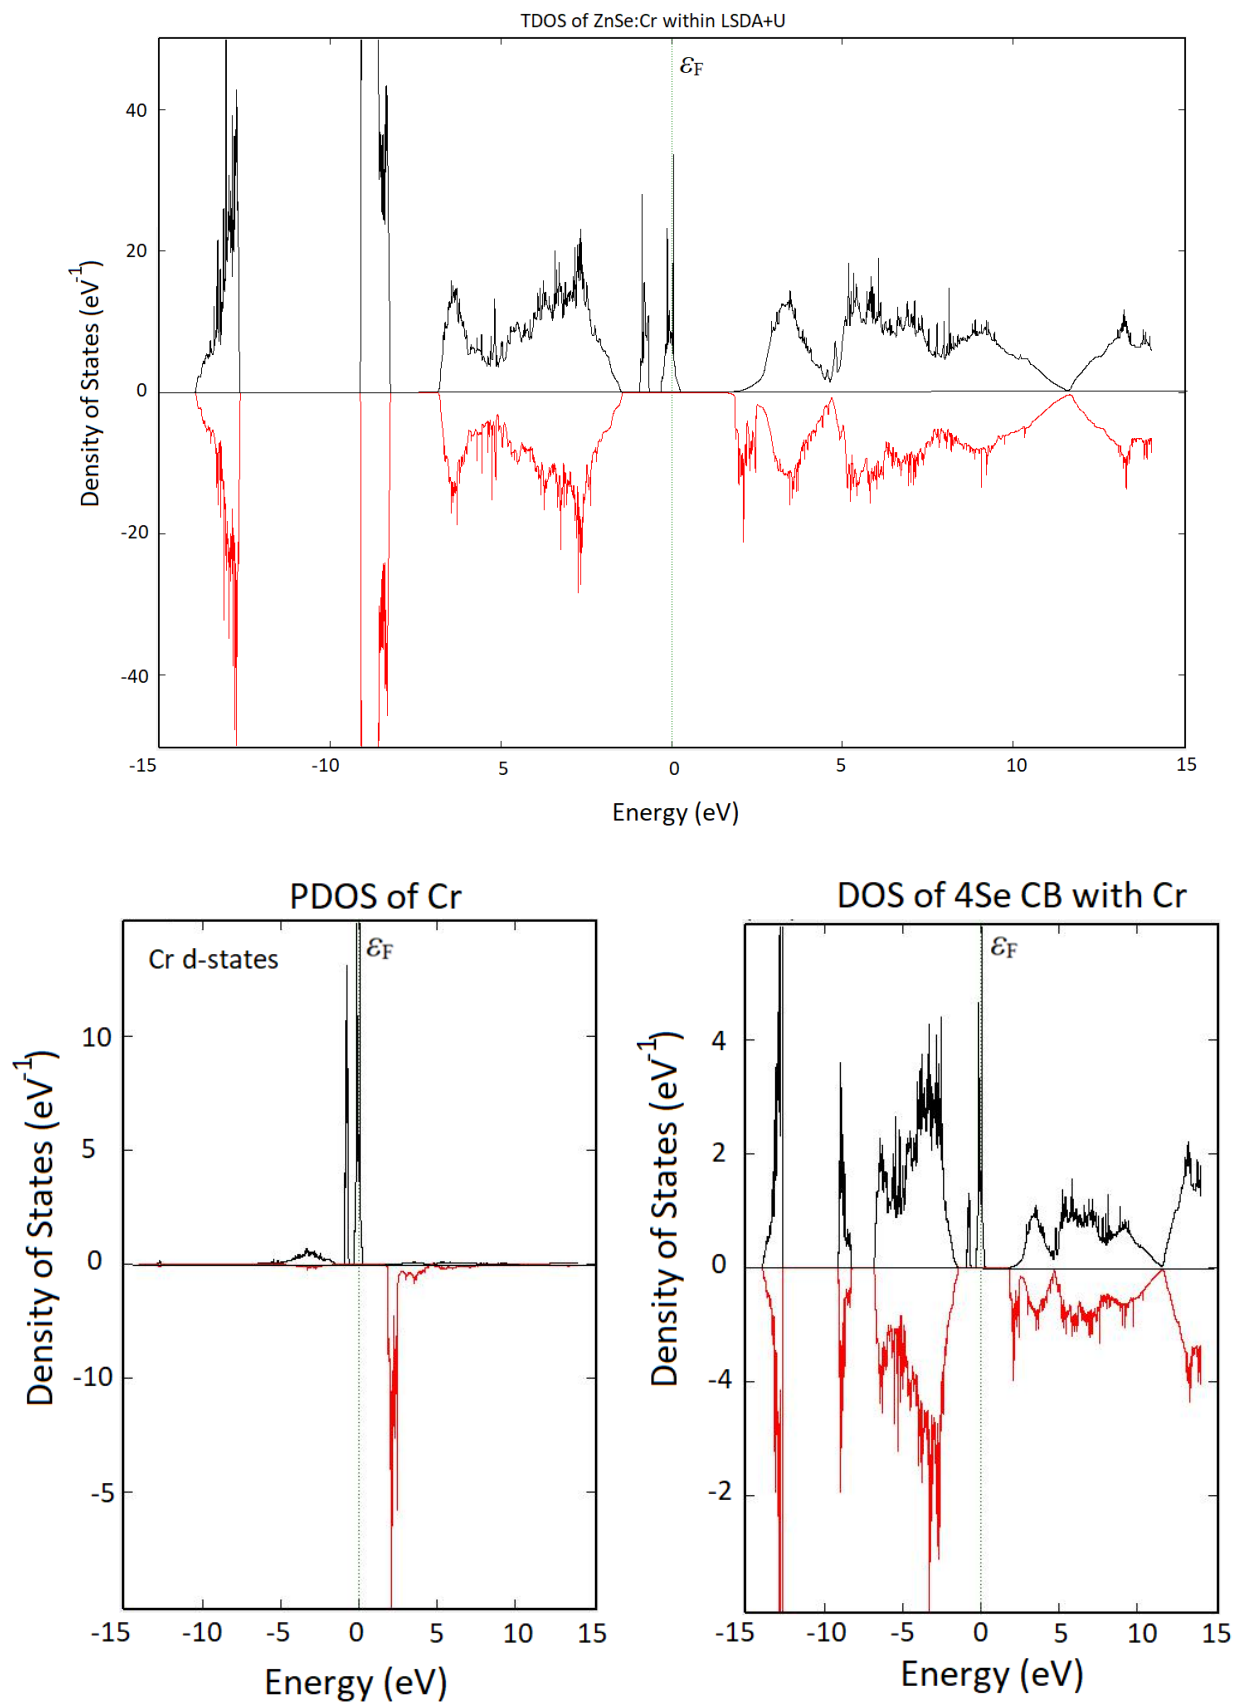 TDOS of ZnSe:Cr within LSDA+U
εF
40
20
0
-20
-40
Density of States (eV-1)
-15
-10
5
0
5
10
15
Energy (eV)
PDOS of Cr
Cr d-states
εF
10
5
0
-10
-5
Density of States (eV-1)
-15
-10
-5
0
5
10
15
Energy (eV)
DOS of 4Se CB with Cr
εF
4
2
0
-4
-2
Density of States (eV-1)
-15
-10
-5
0
5
10
15
Energy (eV)